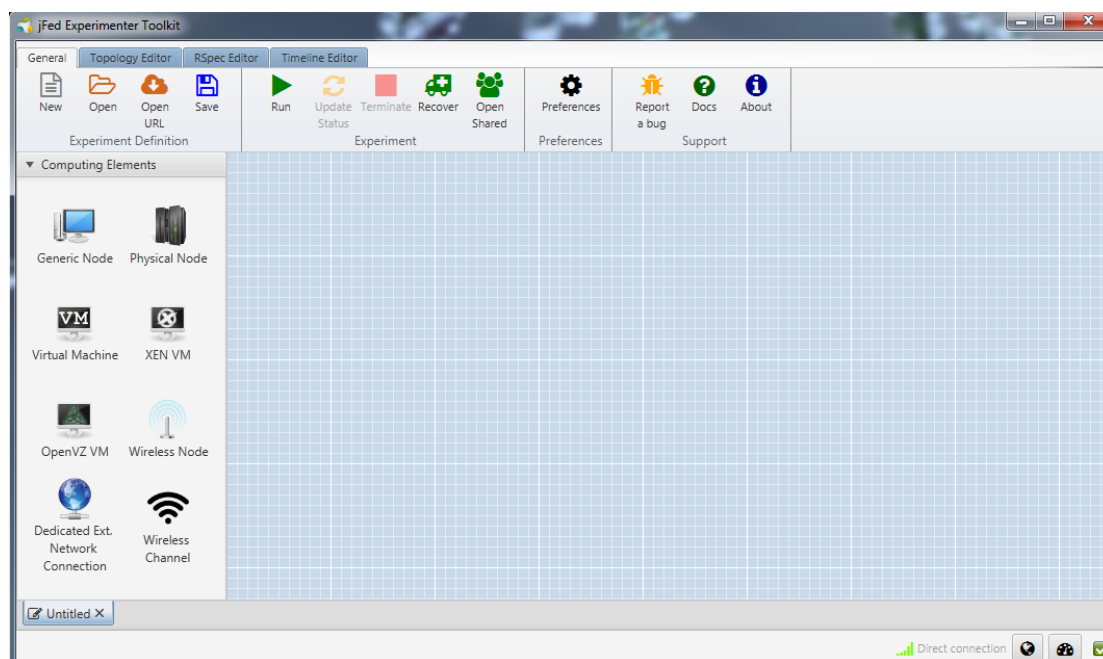 jFed Experimenter Toolkit
General Topology Editor RSpec Editor Timeline Editor
New Open Open URL Save Run Update Status Terminate Recover Open Shared Preferences Report a bug Docs About
Experiment Definition Experiment Preferences Support
Computing Elements
Generic Node Physical Node
VM
Virtual Machine XEN VM
OpenVZ VM Wireless Node
Dedicated Ext. Network Connection Wireless Channel
Untitled
Direct connection